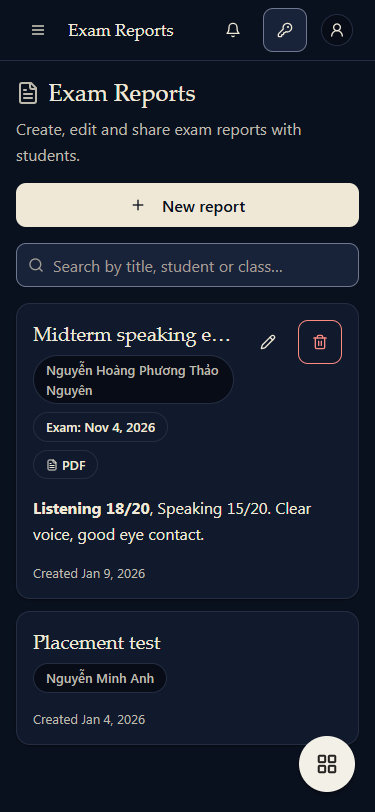 Exam Reports
Exam Reports
Create, edit and share exam reports with
students.
New report
Search by title, student or class...
Midterm speaking e...
Nguyễn Hoàng Phương Thảo
Nguyên
Exam: Nov 4, 2026
PDF
Listening 18/20, Speaking 15/20. Clear
voice, good eye contact.
Created Jan 9, 2026
Placement test
Nguyễn Minh Anh
Created Jan 4, 2026